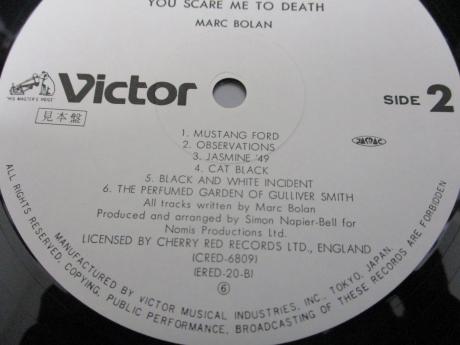 YOU SCARE ME TO DEATH
MARC BOLAN
"HIS MASTER'S VOICE"
Victor
見本盤
SIDE 2
JASRAC
1. MUSTANG FORD
2. OBSERVATIONS
3. JASMINE '49
4. CAT BLACK
5. BLACK AND WHITE INCIDENT
6. THE PERFUMED GARDEN OF GULLIVER SMITH
All tracks written by Marc Bolan
Produced and arranged by Simon Napier-Bell for
Nomis Productions Ltd.
LICENSED BY CHERRY RED RECORDS LTD., ENGLAND
(CRED-6809)
(ERED-20-B)
6
MANUFACTURED BY VICTOR MUSICAL INDUSTRIES, INC., TOKYO, JAPAN.
ALL RIGHTS RESERVED, COPYING, PUBLIC PERFORMANCE, BROADCASTING OF THESE RECORDS ARE FORBIDDEN